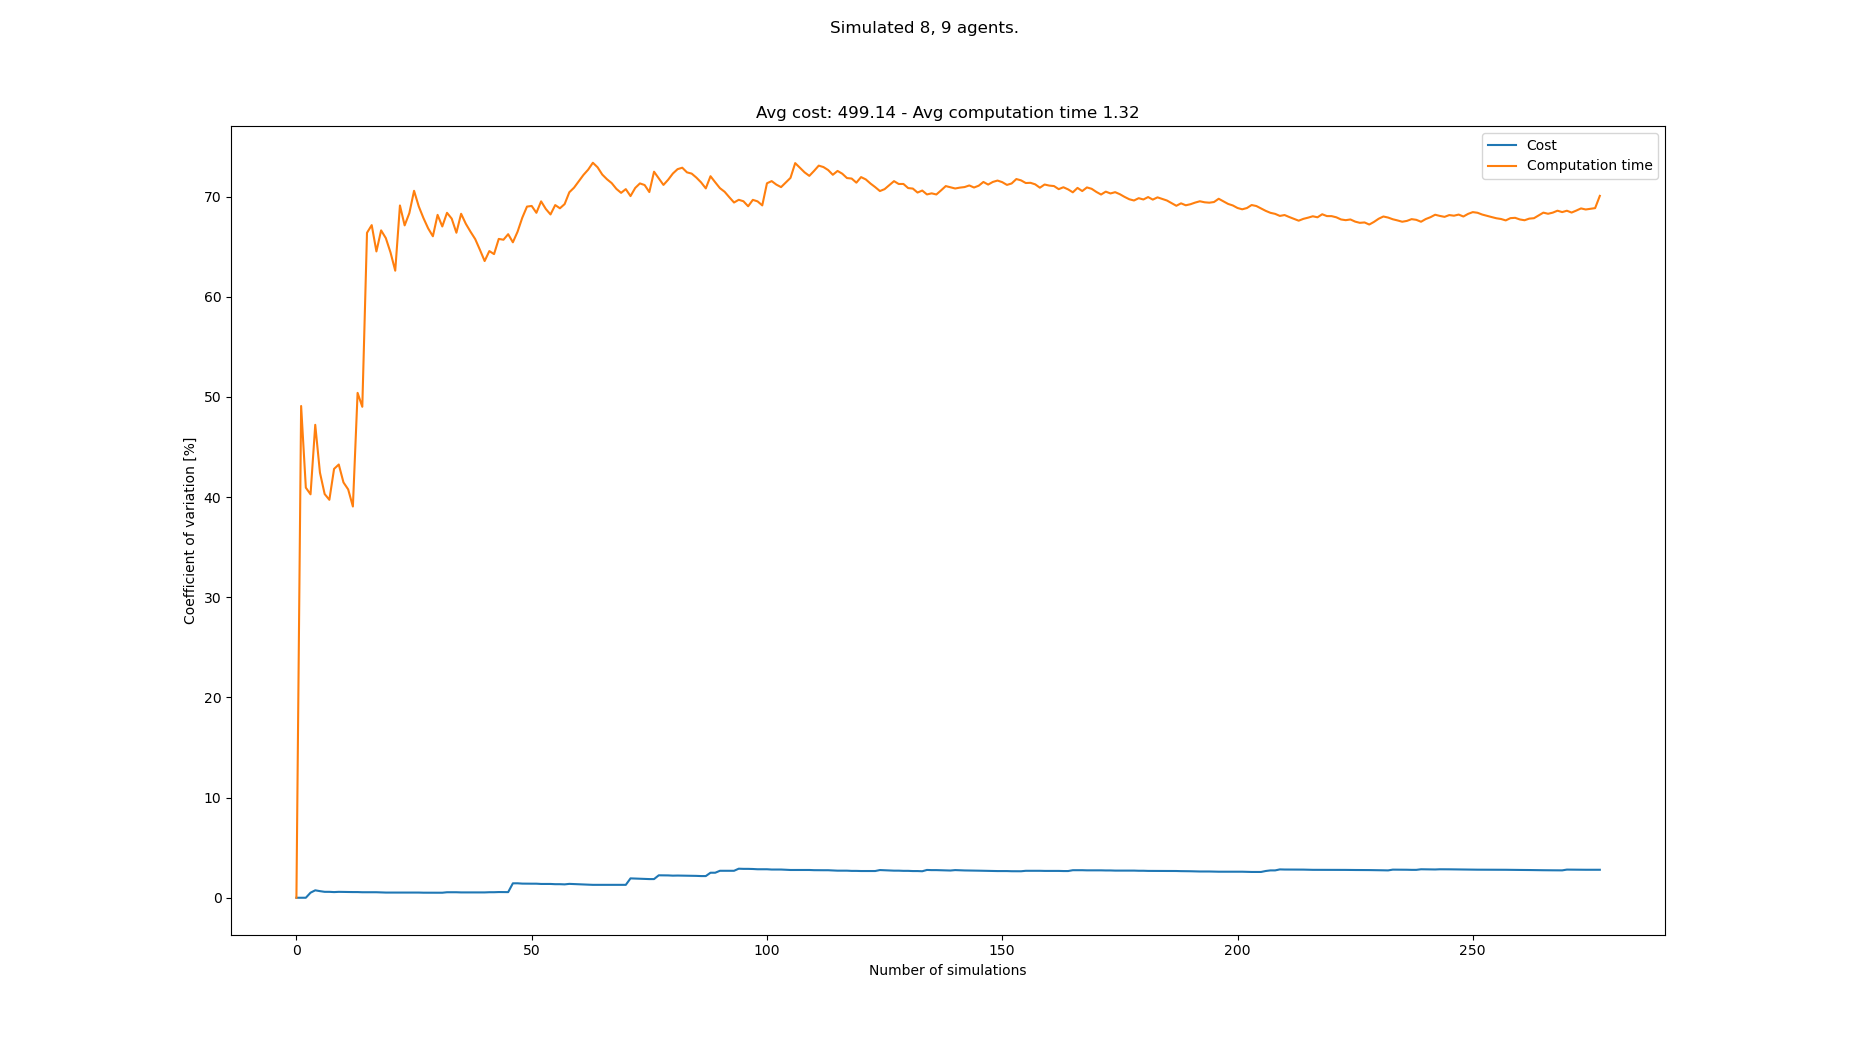 Simulated 8, 9 agents.
Avg cost: 499.14 - Avg computation time 1.32
Cost
Computation time
70
60
50
40
30
20
10
0
Coefficient of variation [%]
0 50 100 150 200 250
Number of simulations